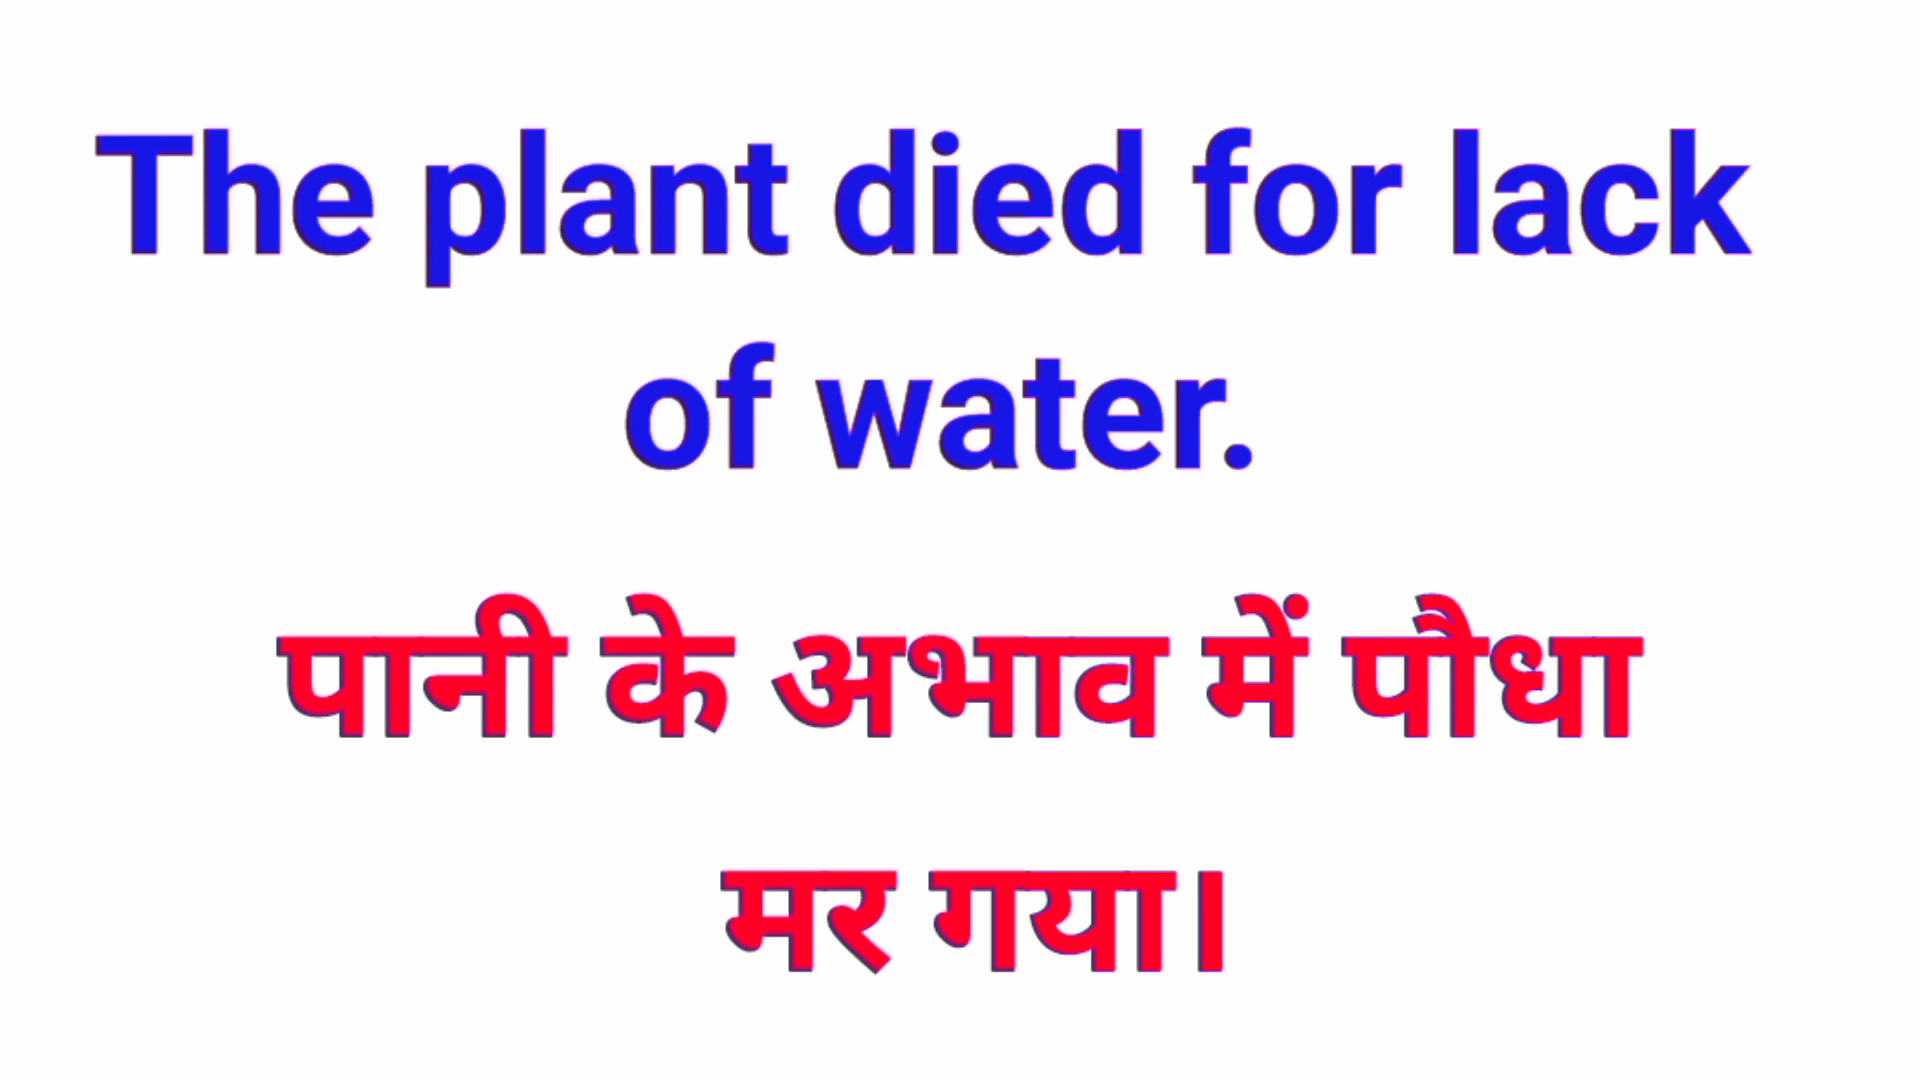 The plant died for lack
of water.
पानी के अभाव में पौधा
मर गया।